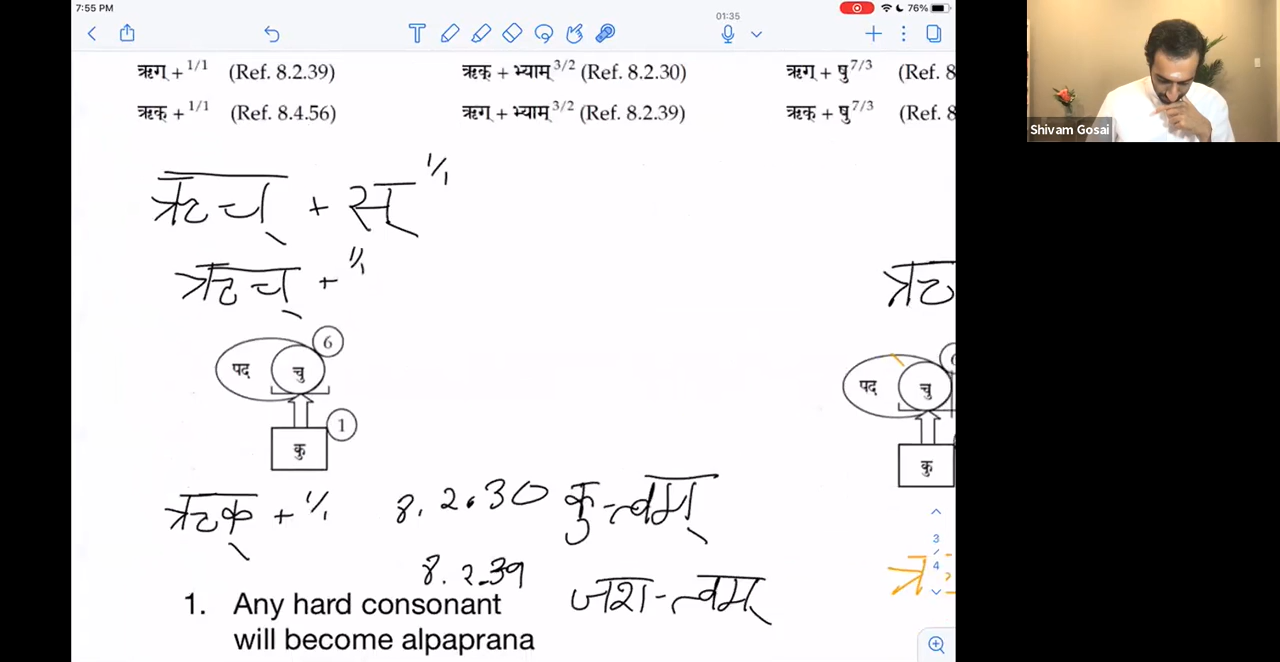 7:55 PM
76%
01:35
T
Shivam Gosai
ऋग् + 1/1 (Ref. 8.2.39) ऋक् + भ्याम् 3/2 (Ref. 8.2.30) ऋग् + षु 7/3 (Ref. 8
ऋक् + 1/1 (Ref. 8.4.56) ऋग् + भ्याम् 3/2 (Ref. 8.2.39) ऋक् + षु 7/3 (Ref. 8
ऋच् + स् 1/1
ऋच् + 1/1
6
पद चु
1
कु
पद चु
कु
ऋक् + 1/1 8.2.30 कु-त्वम्
8.2.39 जश-त्वम्
1. Any hard consonant
will become alpaprana
3
/
4